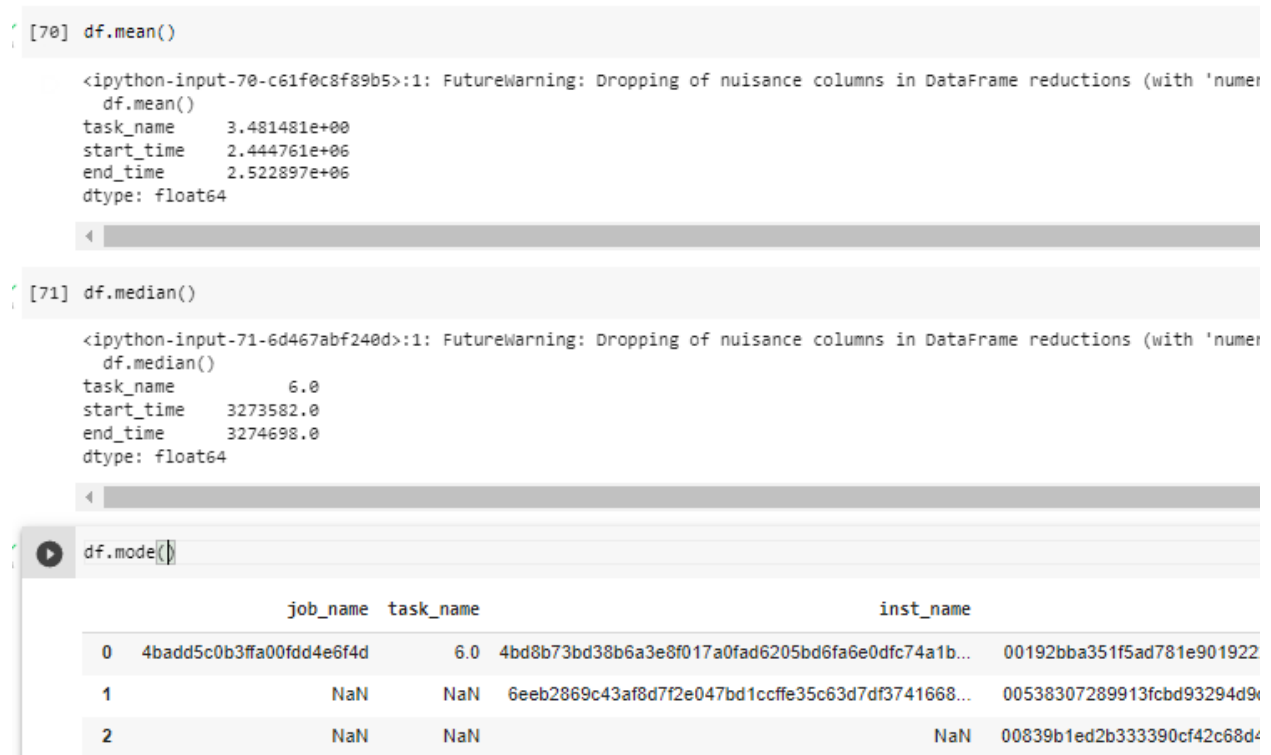 [70] df.mean()
<ipython-input-70-c61f0c8f89b5>:1: FutureWarning: Dropping of nuisance columns in DataFrame reductions (with 'numer
df.mean()
task_name 3.481481e+00
start_time 2.444761e+06
end_time 2.522897e+06
dtype: float64
[71] df.median()
<ipython-input-71-6d467abf240d>:1: FutureWarning: Dropping of nuisance columns in DataFrame reductions (with 'numer
df.median()
task_name 6.0
start_time 3273582.0
end_time 3274698.0
dtype: float64
df.mode()
job_name task_name inst_name
0 4badd5c0b3ffa00fdd4e6f4d 6.0 4bd8b73bd38b6a3e8f017a0fad6205bd6fa6e0dfc74a1b... 00192bba351f5ad781e901922
1 NaN NaN 6eeb2869c43af8d7f2e047bd1ccffe35c63d7df3741668... 00538307289913fcbd93294d9
2 NaN NaN NaN 00839b1ed2b333390cf42c68d4